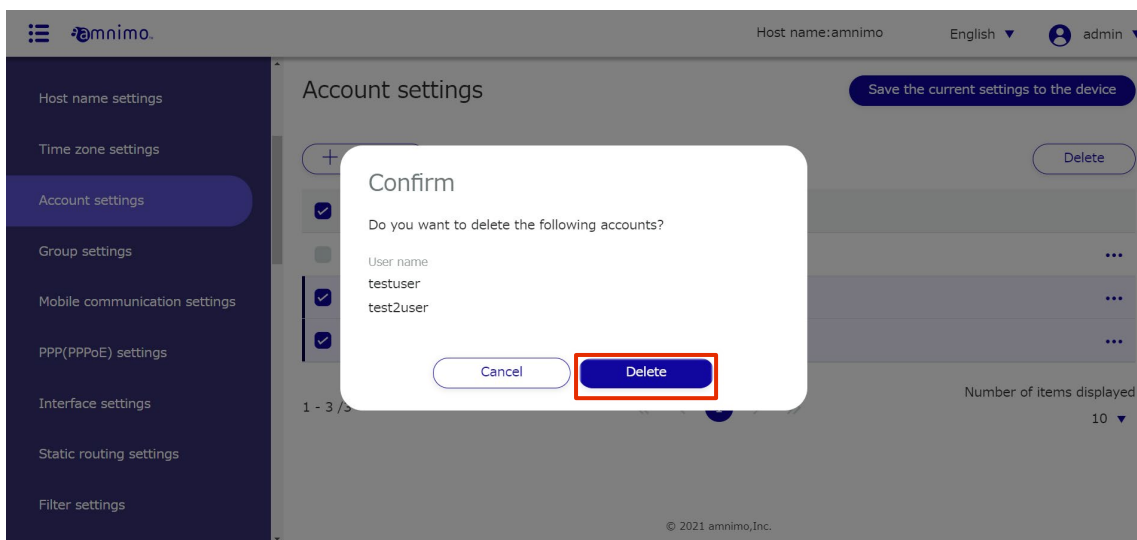 amnimo
Host name:amnimo
English ▼
admin
Host name settings
Time zone settings
Account settings
Group settings
Mobile communication settings
PPP(PPPoE) settings
Interface settings
Static routing settings
Filter settings
Account settings
Save the current settings to the device
+
Delete
Confirm
Do you want to delete the following accounts?
User name
testuser
test2user
Cancel
Delete
1 - 3 /3
Number of items displayed
10 ▼
© 2021 amnimo,Inc.